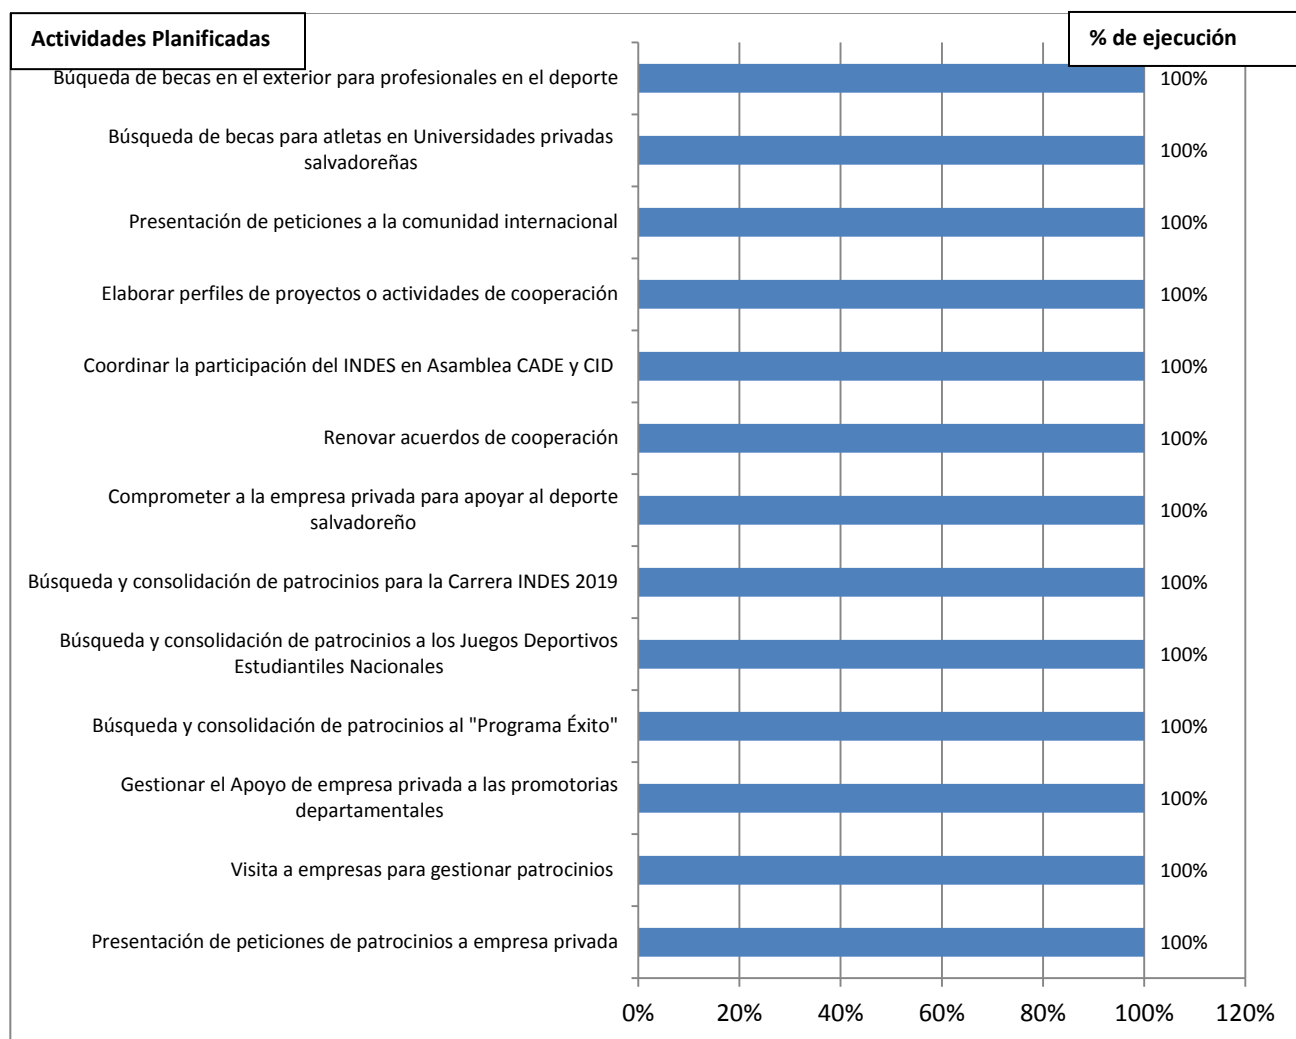 Actividades Planificadas
% de ejecución
Búqueda de becas en el exterior para profesionales en el deporte
100%
Búsqueda de becas para atletas en Universidades privadas
salvadoreñas
100%
Presentación de peticiones a la comunidad internacional
100%
Elaborar perfiles de proyectos o actividades de cooperación
100%
Coordinar la participación del INDES en Asamblea CADE y CID
100%
Renovar acuerdos de cooperación
100%
Comprometer a la empresa privada para apoyar al deporte
salvadoreño
100%
Búsqueda y consolidación de patrocinios para la Carrera INDES 2019
100%
Búsqueda y consolidación de patrocinios a los Juegos Deportivos
Estudiantiles Nacionales
100%
Búsqueda y consolidación de patrocinios al "Programa Éxito"
100%
Gestionar el Apoyo de empresa privada a las promotorias
departamentales
100%
Visita a empresas para gestionar patrocinios
100%
Presentación de peticiones de patrocinios a empresa privada
100%
0% 20% 40% 60% 80% 100% 120%